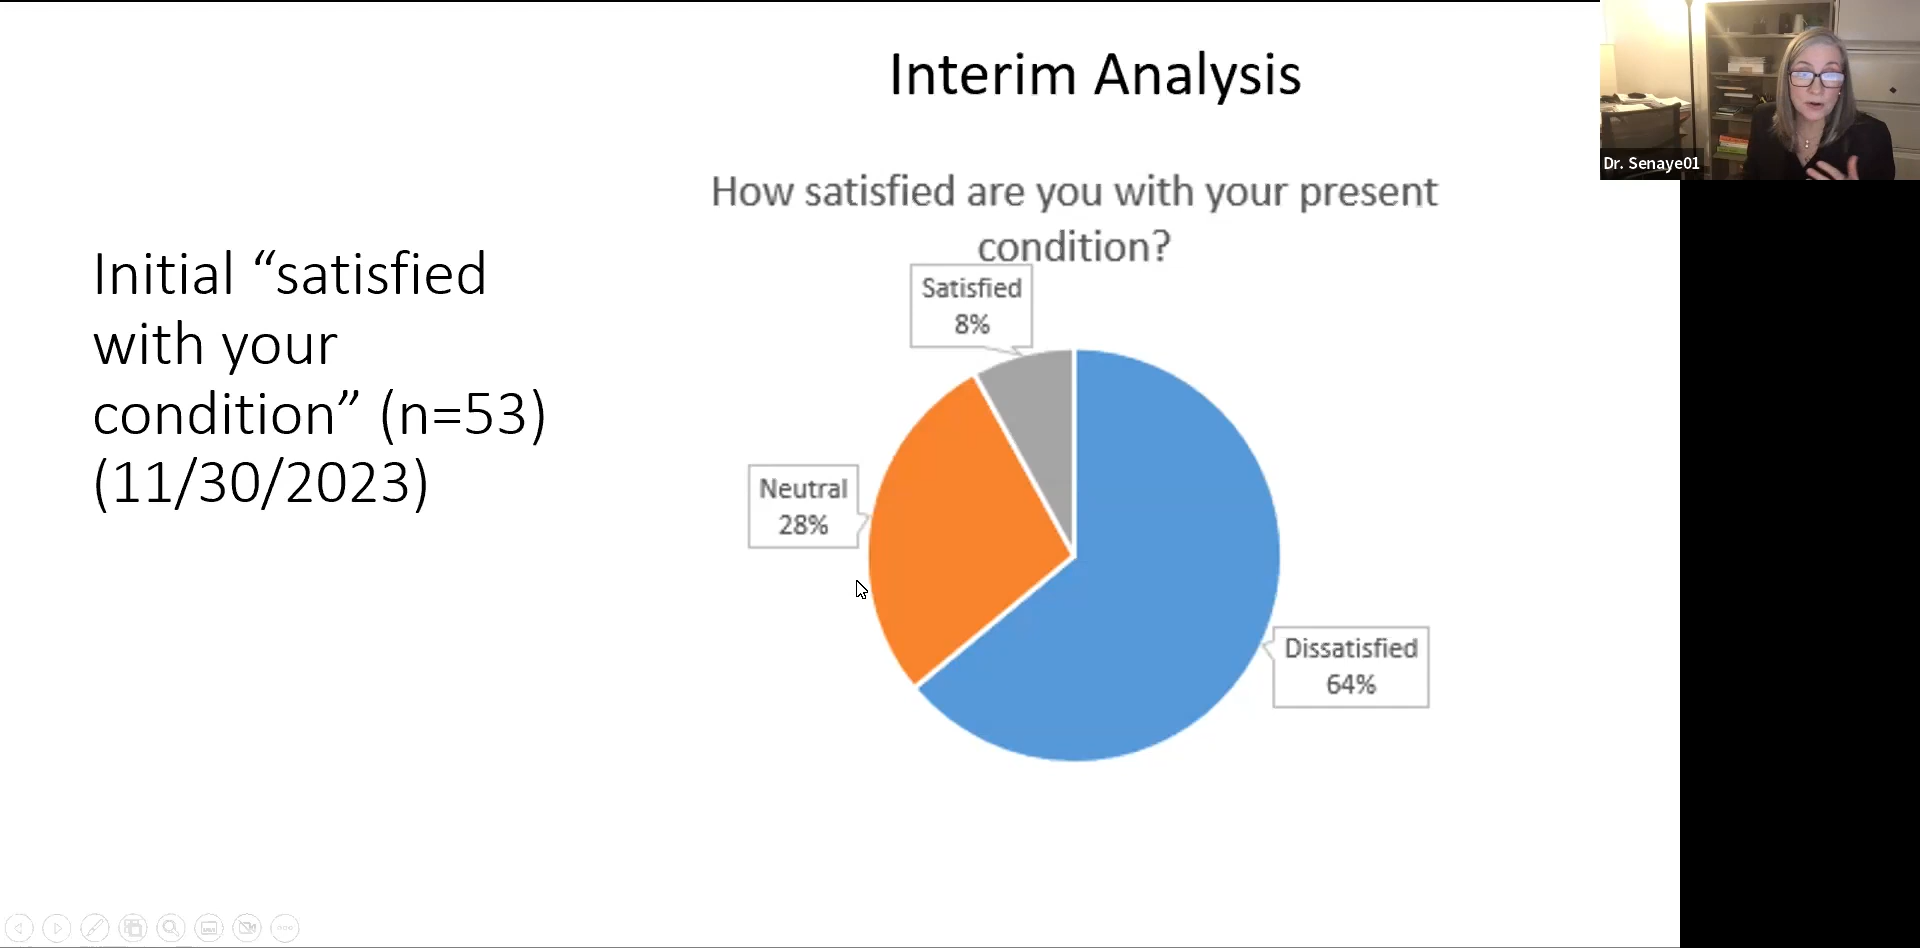 Interim Analysis
Dr. Senaye01
How satisfied are you with your present
condition?
Initial “satisfied
with your
condition” (n=53)
(11/30/2023)
Satisfied
8%
Neutral
28%
Dissatisfied
64%